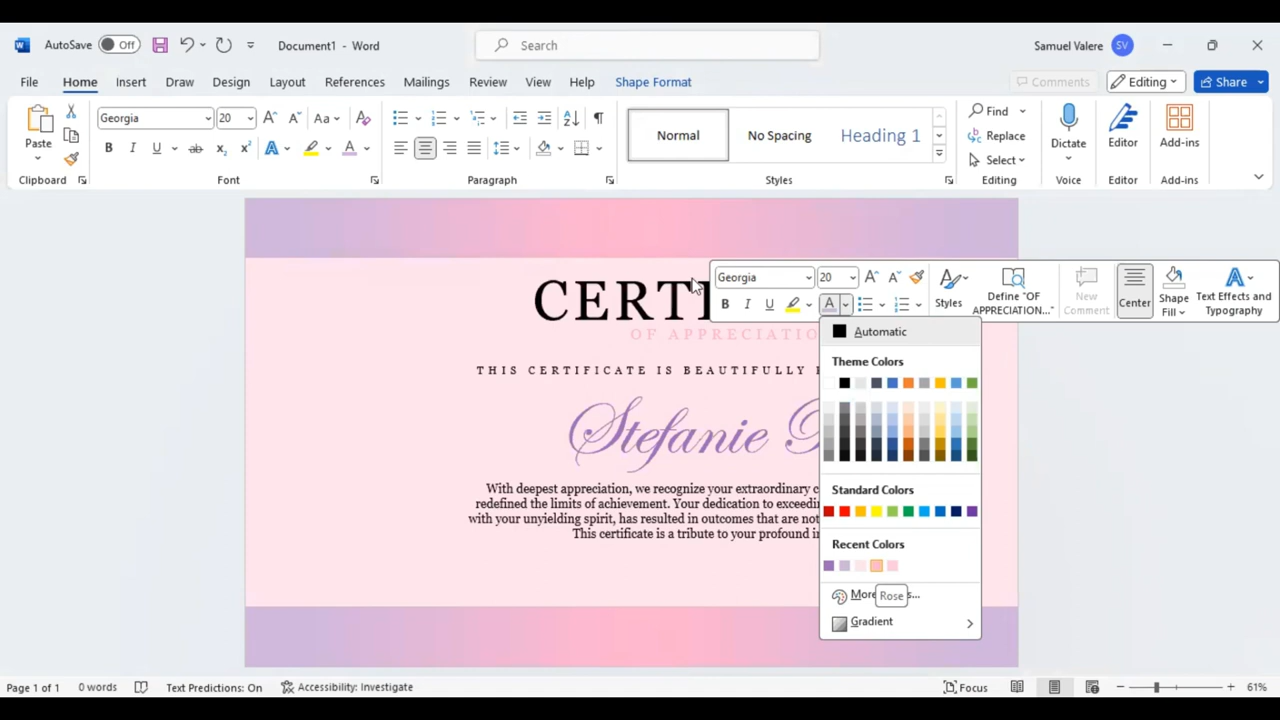 AutoSave Off Document1 - Word Search Samuel Valere SV
File Home Insert Draw Design Layout References Mailings Review View Help Shape Format Comments Editing Share
Paste Georgia 20 Aa Normal No Spacing Heading 1 Find Replace Select Dictate Editor Add-ins
Clipboard Font Paragraph Styles Editing Voice Editor Add-ins
Georgia 20 Styles Define "OF APPRECIATION..." New Comment Center Shape Fill Text Effects and Typography
CERT
OF APPRECIATIO
THIS CERTIFICATE IS BEAUTIFULLY
Stefanie
With deepest appreciation, we recognize your extraordinary
redefined the limits of achievement. Your dedication to exceedin
with your unyielding spirit, has resulted in outcomes that are not
This certificate is a tribute to your profound in
Automatic
Theme Colors
Standard Colors
Recent Colors
Rose
Gradient
Page 1 of 1 0 words Text Predictions: On Accessibility: Investigate Focus 61%